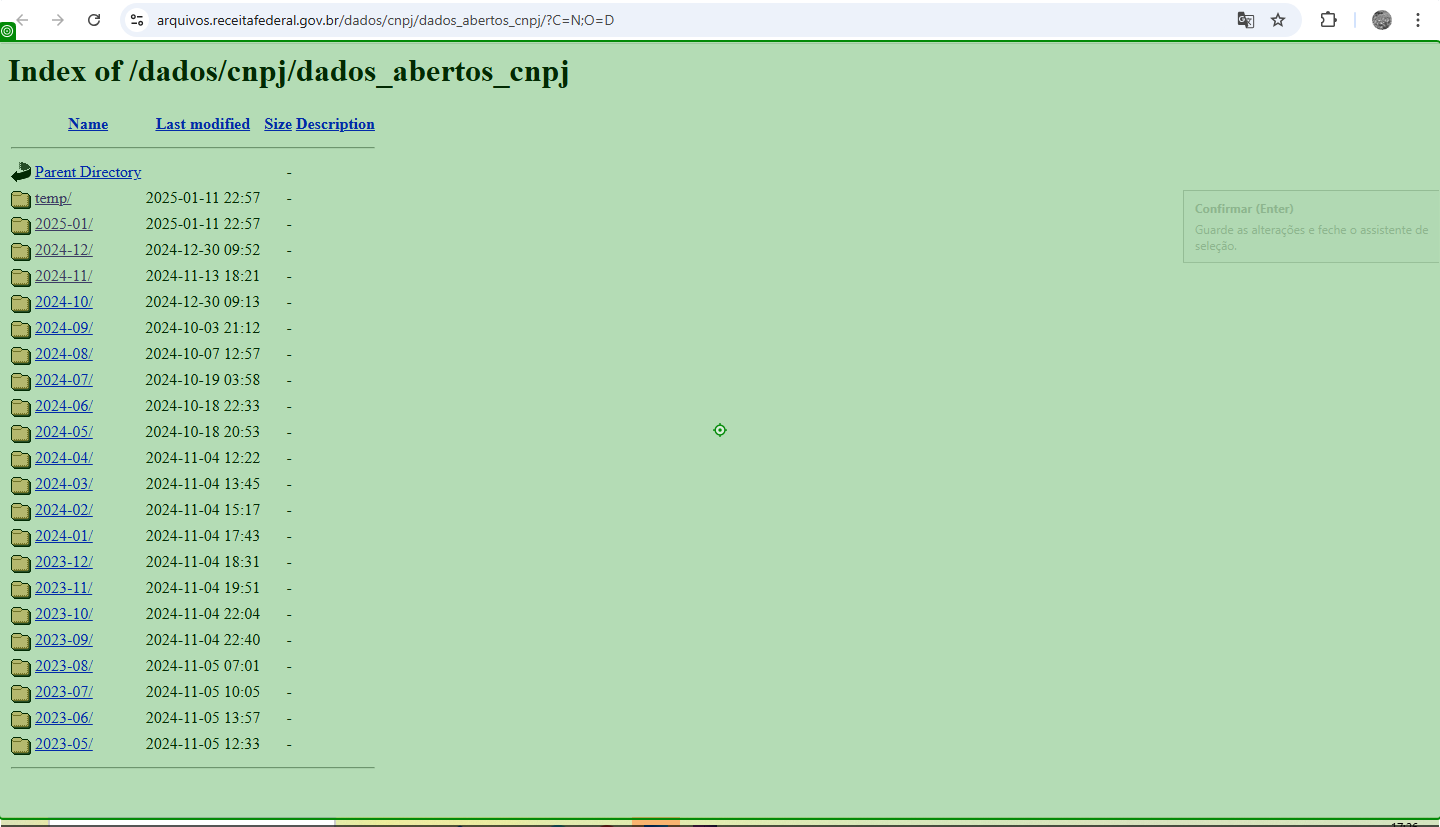 arquivos.receitafederal.gov.br/dados/cnpj/dados_abertos_cnpj/?C=N;O=D
Index of /dados/cnpj/dados_abertos_cnpj
Name Last modified Size Description
Parent Directory -
temp/ 2025-01-11 22:57 -
2025-01/ 2025-01-11 22:57 -
2024-12/ 2024-12-30 09:52 -
2024-11/ 2024-11-13 18:21 -
2024-10/ 2024-12-30 09:13 -
2024-09/ 2024-10-03 21:12 -
2024-08/ 2024-10-07 12:57 -
2024-07/ 2024-10-19 03:58 -
2024-06/ 2024-10-18 22:33 -
2024-05/ 2024-10-18 20:53 -
2024-04/ 2024-11-04 12:22 -
2024-03/ 2024-11-04 13:45 -
2024-02/ 2024-11-04 15:17 -
2024-01/ 2024-11-04 17:43 -
2023-12/ 2024-11-04 18:31 -
2023-11/ 2024-11-04 19:51 -
2023-10/ 2024-11-04 22:04 -
2023-09/ 2024-11-04 22:40 -
2023-08/ 2024-11-05 07:01 -
2023-07/ 2024-11-05 10:05 -
2023-06/ 2024-11-05 13:57 -
2023-05/ 2024-11-05 12:33 -
Confirmar (Enter)
Guarde as alterações e feche o assistente de
seleção.